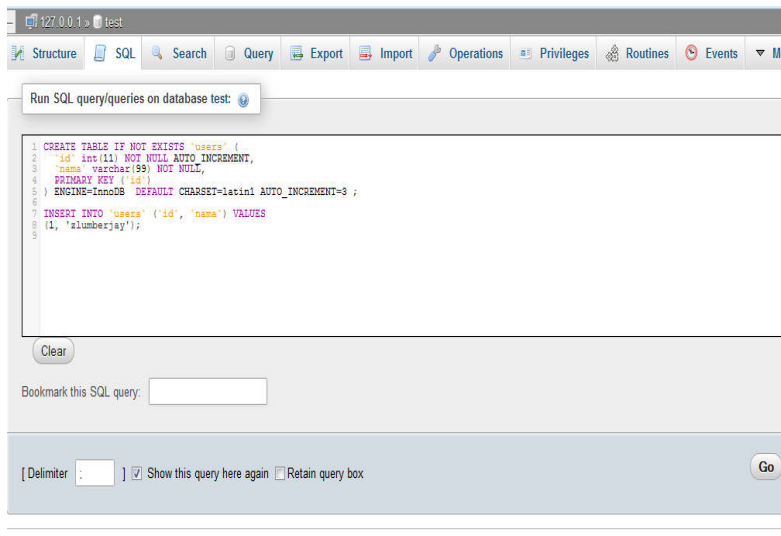 127.0.0.1 » test
Structure SQL Search Query Export Import Operations Privileges Routines Events M
Run SQL query/queries on database test:
1 CREATE TABLE IF NOT EXISTS `users` (
2 `id` int(11) NOT NULL AUTO_INCREMENT,
3 `nama` varchar(99) NOT NULL,
4 PRIMARY KEY (`id`)
5 ) ENGINE=InnoDB DEFAULT CHARSET=latin1 AUTO_INCREMENT=3 ;
6
7 INSERT INTO `users` (`id`, `nama`) VALUES
8 (1, 'zlumberjay');
9
Clear
Bookmark this SQL query:
[ Delimiter ; ] Show this query here again Retain query box
Go